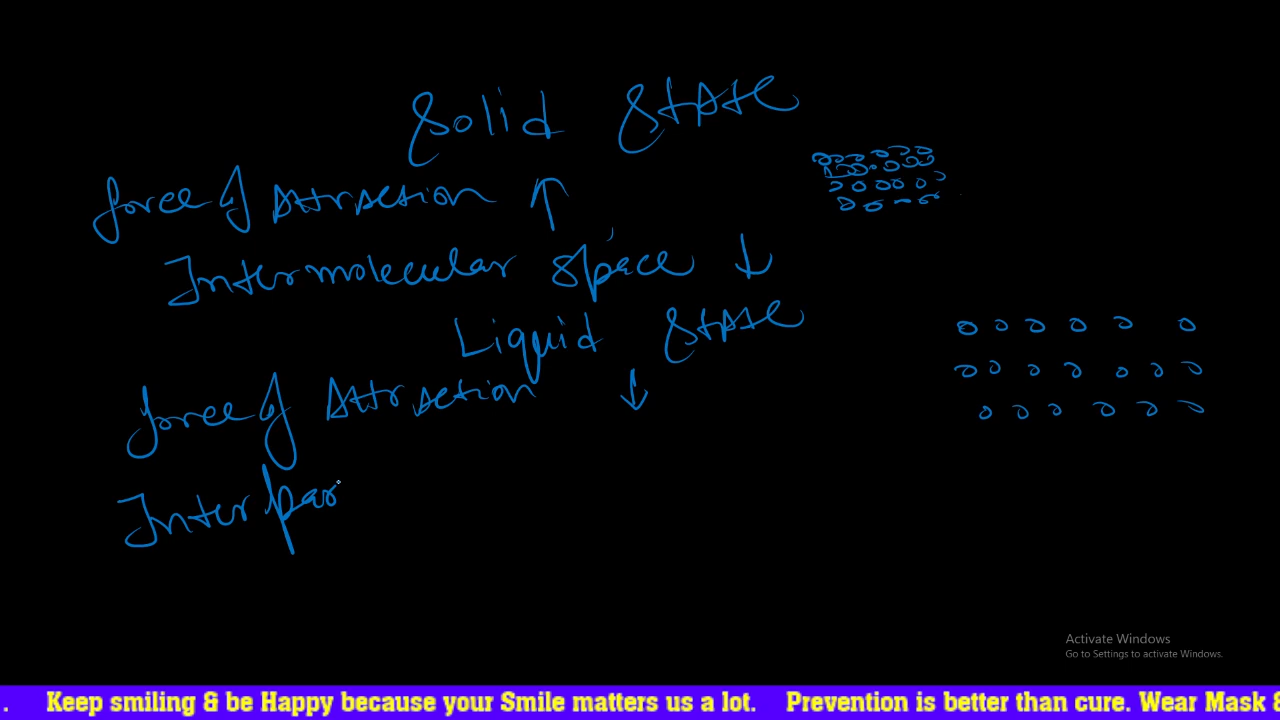 Solid State
force of Attraction ↑
Intermolecular space ↓
Liquid State
force of Attraction ↓
Inter par
Activate Windows
Go to Settings to activate Windows.
. Keep smiling & be Happy because your Smile matters us a lot. Prevention is better than cure. Wear Mask &